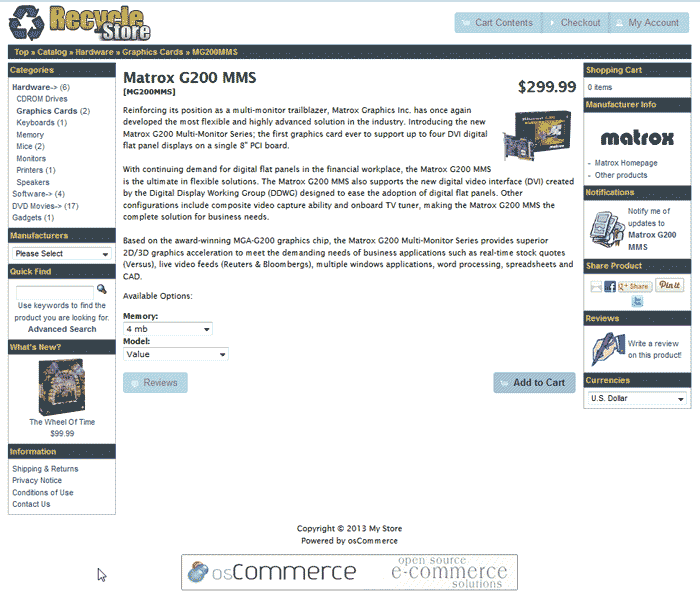 Recycle
Store
Cart Contents
Checkout
My Account
Top » Catalog » Hardware » Graphics Cards » MG200MMS
Categories
Hardware-> (6)
CDROM Drives
Graphics Cards (2)
Keyboards (1)
Memory
Mice (2)
Monitors
Printers (1)
Speakers
Software-> (4)
DVD Movies-> (17)
Gadgets (1)
Manufacturers
Please Select
Quick Find
Use keywords to find the
product you are looking for.
Advanced Search
What's New?
The Wheel Of Time
$99.99
Information
Shipping & Returns
Privacy Notice
Conditions of Use
Contact Us
Matrox G200 MMS
$299.99
[MG200MMS]
Reinforcing its position as a multi-monitor trailblazer, Matrox Graphics Inc. has once again
developed the most flexible and highly advanced solution in the industry. Introducing the new
Matrox G200 Multi-Monitor Series; the first graphics card ever to support up to four DVI digital
flat panel displays on a single 8" PCI board.
With continuing demand for digital flat panels in the financial workplace, the Matrox G200 MMS
is the ultimate in flexible solutions. The Matrox G200 MMS also supports the new digital video interface (DVI) created
by the Digital Display Working Group (DDWG) designed to ease the adoption of digital flat panels. Other
configurations include composite video capture ability and onboard TV tuner, making the Matrox G200 MMS the
complete solution for business needs.
Based on the award-winning MGA-G200 graphics chip, the Matrox G200 Multi-Monitor Series provides superior
2D/3D graphics acceleration to meet the demanding needs of business applications such as real-time stock quotes
(Versus), live video feeds (Reuters & Bloombergs), multiple windows applications, word processing, spreadsheets and
CAD.
Available Options:
Memory:
4 mb
Model:
Value
Reviews
Add to Cart
Shopping Cart
0 items
Manufacturer Info
matrox
- Matrox Homepage
- Other products
Notifications
Notify me of
updates to
Matrox G200
MMS
Share Product
Share
Pin it
Reviews
Write a review
on this product!
Currencies
U.S. Dollar
Copyright © 2013 My Store
Powered by osCommerce
osCommerce
open source
e-commerce
solutions